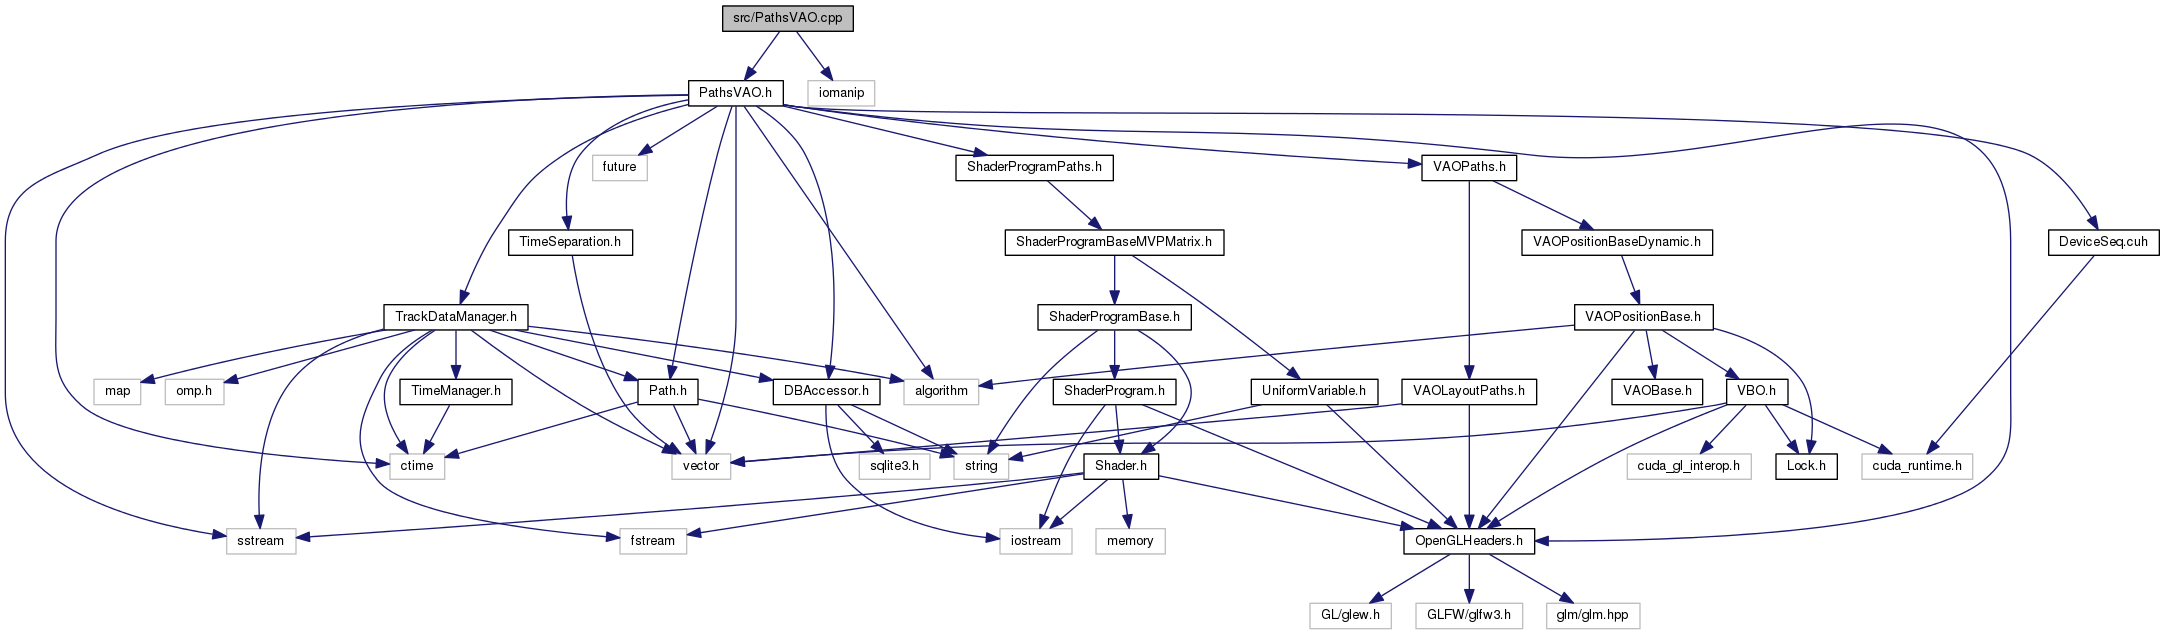 src/PathsVAO.cpp
PathsVAO.h
iomanip
future
ShaderProgramPaths.h
VAOPaths.h
TimeSeparation.h
ShaderProgramBaseMVPMatrix.h
VAOPositionBaseDynamic.h
DeviceSeq.cuh
TrackDataManager.h
ShaderProgramBase.h
VAOPositionBase.h
map
omp.h
TimeManager.h
Path.h
DBAccessor.h
algorithm
ShaderProgram.h
UniformVariable.h
VAOLayoutPaths.h
VAOBase.h
VBO.h
ctime
vector
sqlite3.h
string
Shader.h
cuda_gl_interop.h
Lock.h
cuda_runtime.h
sstream
fstream
iostream
memory
OpenGLHeaders.h
GL/glew.h
GLFW/glfw3.h
glm/glm.hpp